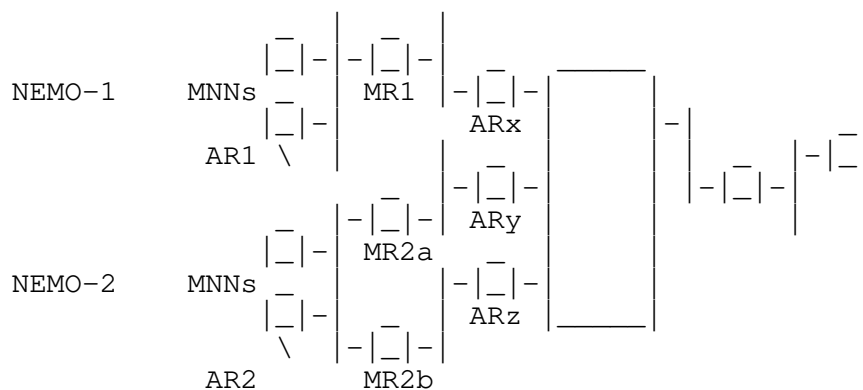 NEMO-1 MNNs MR1
ARx
AR1
ARy
MR2a
NEMO-2 MNNs
ARz
AR2 MR2b